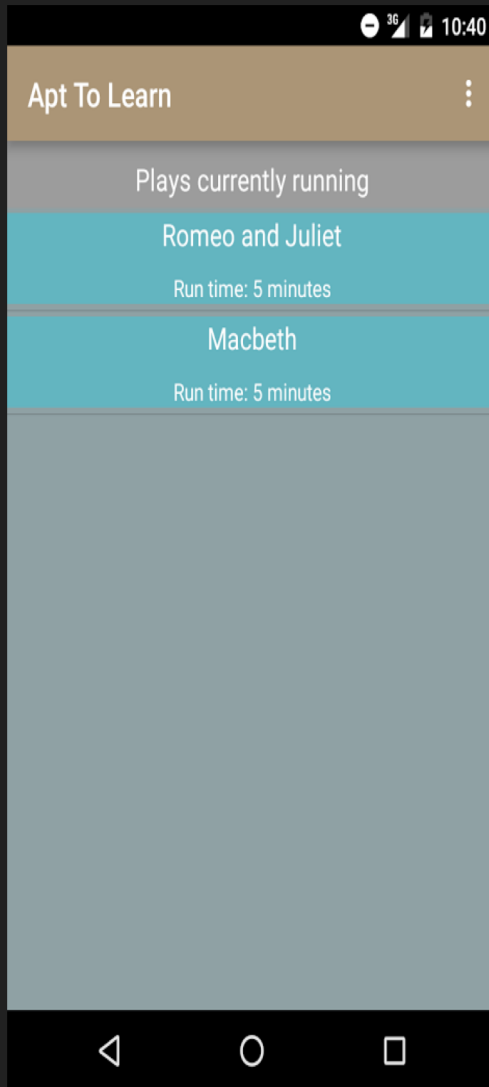 3G 10:40
Apt To Learn
Plays currently running
Romeo and Juliet
Run time: 5 minutes
Macbeth
Run time: 5 minutes